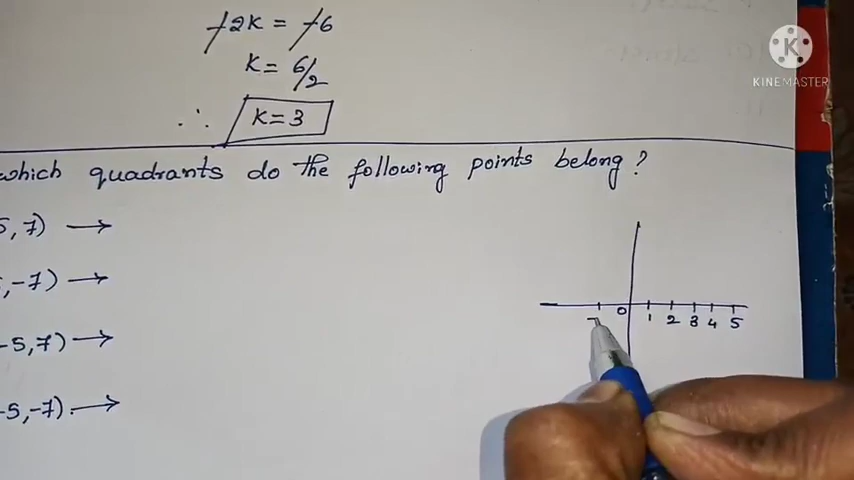 -2K = -6
K = 6/2
∴ K=3
which quadrants do the following points belong?
5, 7) →
, -7) →
-5, 7) →
-5, -7). →
0 1 2 3 4 5
K
KINEMASTER